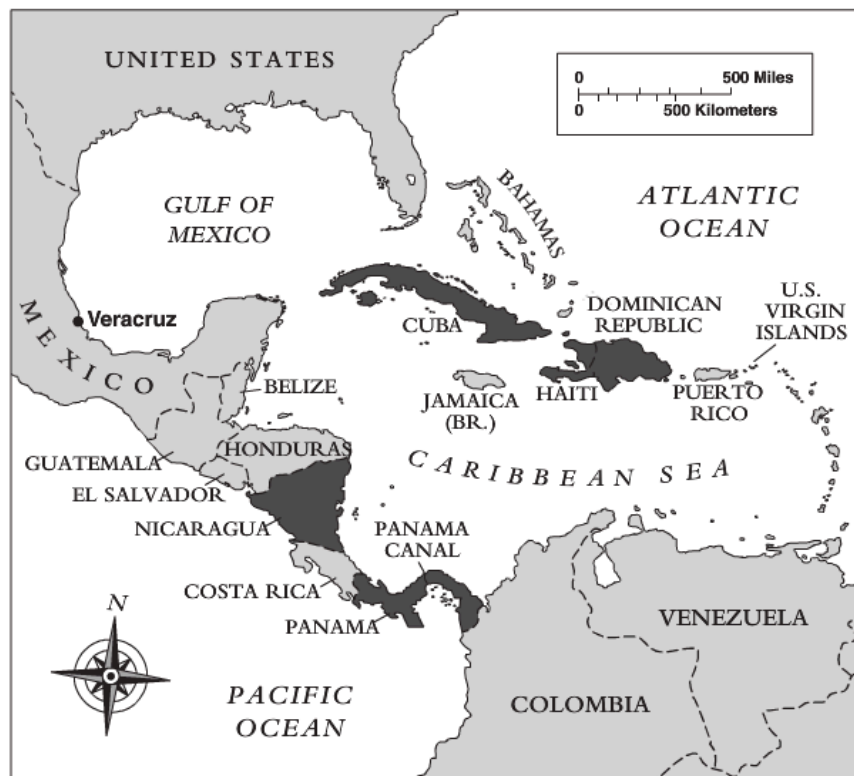 UNITED STATES
0 500 Miles
0 500 Kilometers
GULF OF
MEXICO
BAHAMAS
ATLANTIC
OCEAN
MEXICO
Veracruz
CUBA
DOMINICAN
REPUBLIC
U.S.
VIRGIN
ISLANDS
BELIZE
JAMAICA
(BR.)
HAITI
PUERTO
RICO
HONDURAS
GUATEMALA
CARIBBEAN SEA
EL SALVADOR
NICARAGUA
PANAMA
CANAL
COSTA RICA
PANAMA
VENEZUELA
N
COLOMBIA
PACIFIC
OCEAN